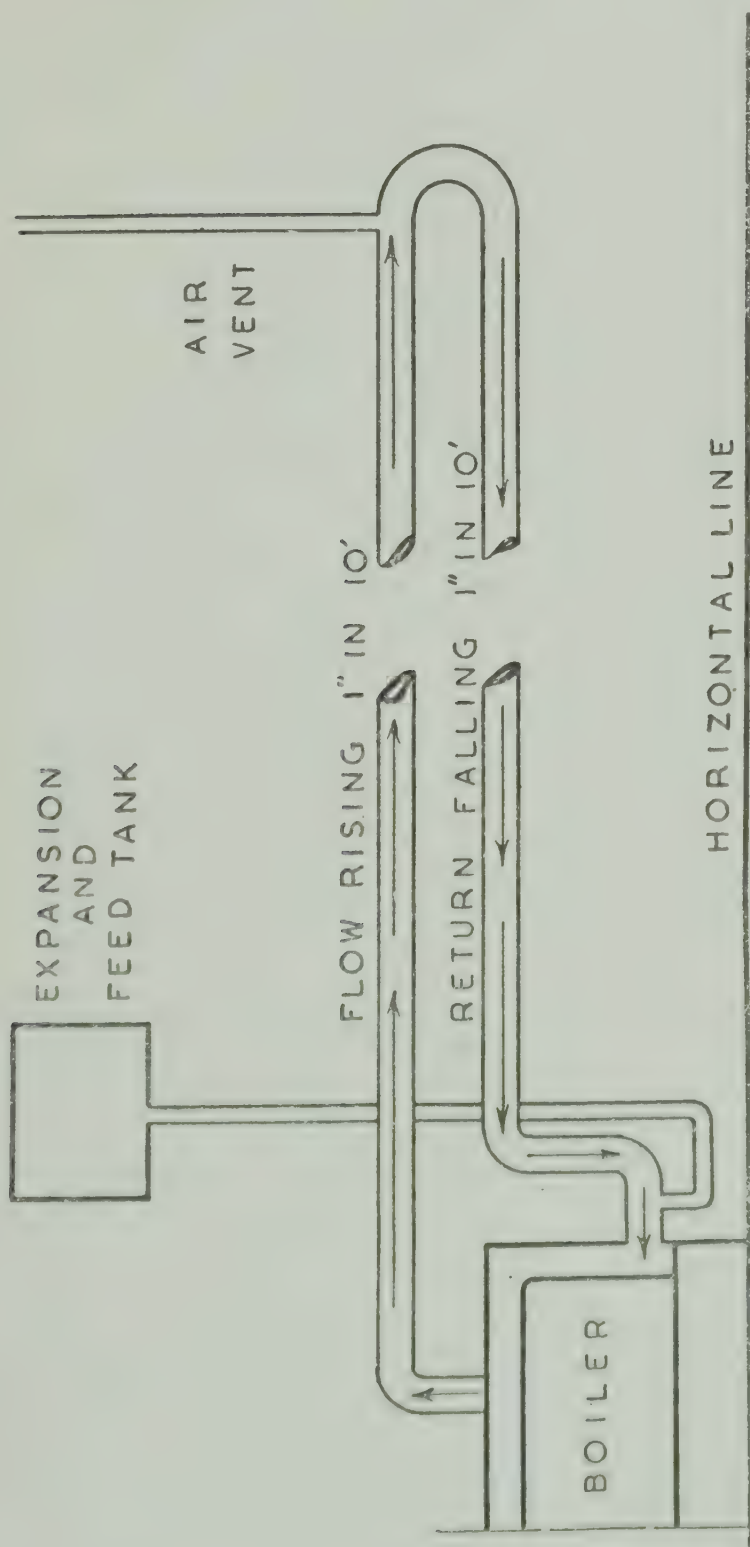 EXPANSION
AND
FEED TANK
AIR
VENT
FLOW RISING 1" IN 10'
RETURN FALLING 1" IN 10'
BOILER
HORIZONTAL LINE